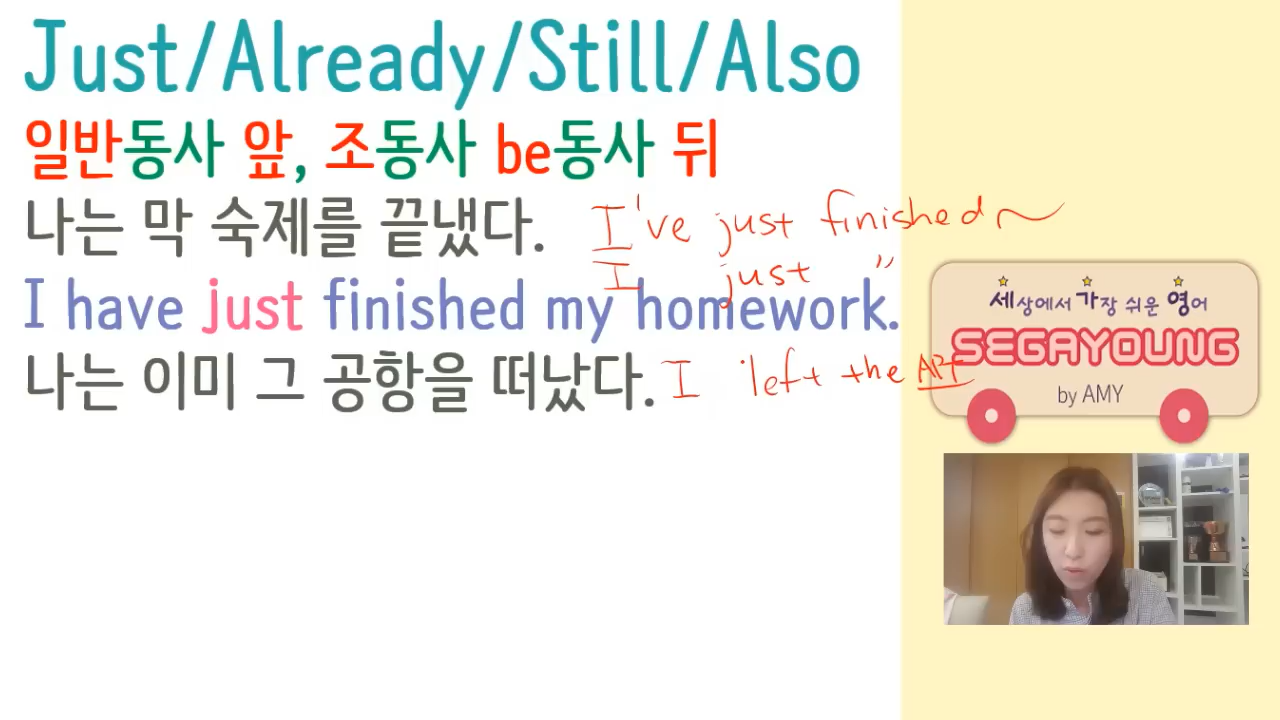 Just/Already/Still/Also
일반동사 앞, 조동사 be동사 뒤
나는 막 숙제를 끝냈다. I've just finished~
I just "
I have just finished my homework.
나는 이미 그 공항을 떠났다. I left the APT
세상에서 가장 쉬운 영어
SEGAYOUNG
by AMY